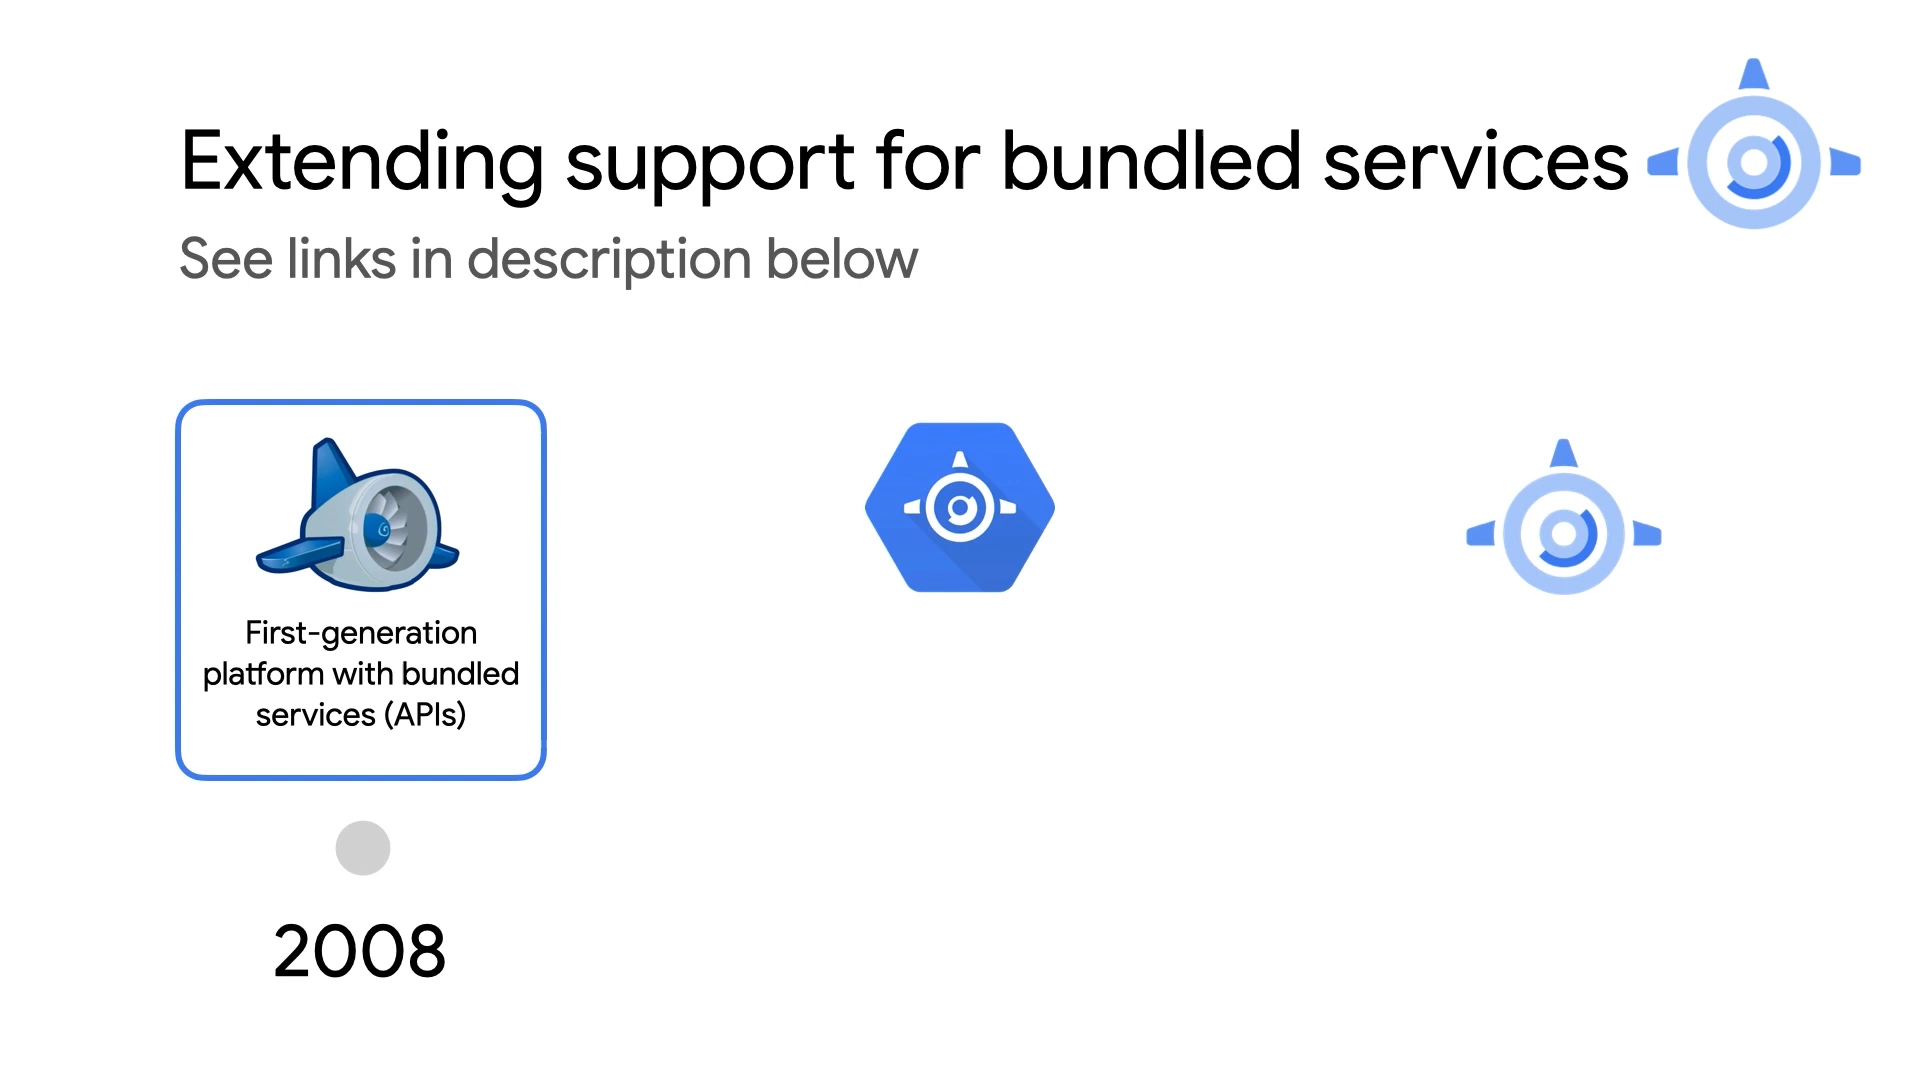 Extending support for bundled services
See links in description below
First-generation
platform with bundled
services (APIs)
2008